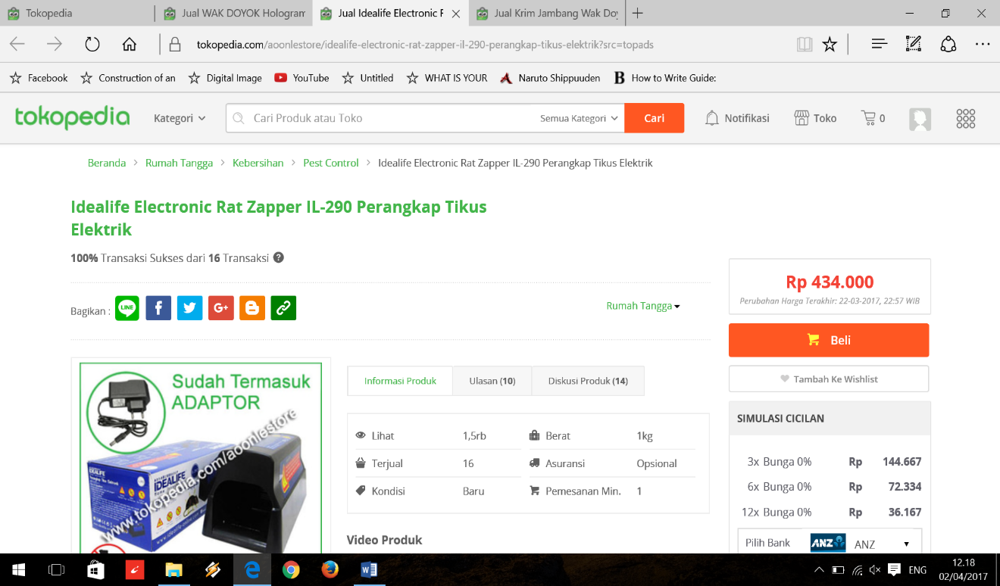 Tokopedia
Jual WAK DOYOK Hologram
Jual Idealife Electronic R
Jual Krim Jambang Wak Doy
tokopedia.com/aoonlestore/idealife-electronic-rat-zapper-il-290-perangkap-tikus-elektrik?src=topads
Facebook
Construction of an
Digital Image
YouTube
Untitled
WHAT IS YOUR
Naruto Shippuuden
B
How to Write Guide:
tokopedia
Kategori
Cari Produk atau Toko
Semua Kategori
Cari
Notifikasi
Toko
0
Beranda > Rumah Tangga > Kebersihan > Pest Control > Idealife Electronic Rat Zapper IL-290 Perangkap Tikus Elektrik
Idealife Electronic Rat Zapper IL-290 Perangkap Tikus
Elektrik
100% Transaksi Sukses dari 16 Transaksi ?
Bagikan :
LINE
f
G+
B
Rumah Tangga
Rp 434.000
Perubahan Harga Terakhir: 22-03-2017, 22:57 WIB
Beli
Tambah Ke Wishlist
Sudah Termasuk
ADAPTOR
IDEALIFE
IDEALIFE
www.tokopedia.com/aoonlestore
Informasi Produk
Ulasan (10)
Diskusi Produk (14)
Lihat 1,5rb
Berat 1kg
Terjual 16
Asuransi Opsional
Kondisi Baru
Pemesanan Min. 1
Video Produk
SIMULASI CICILAN
3x Bunga 0% Rp 144.667
6x Bunga 0% Rp 72.334
12x Bunga 0% Rp 36.167
Pilih Bank
ANZ
ANZ
ENG
12.18
02/04/2017